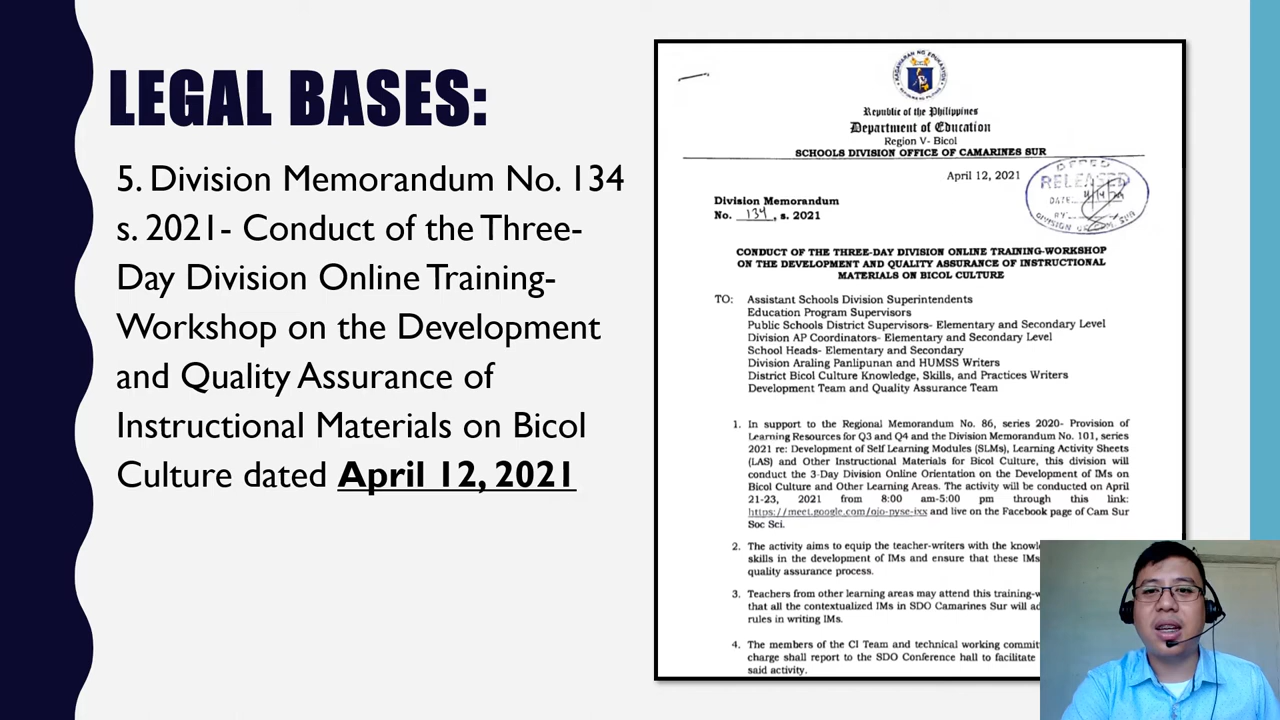 LEGAL BASES:
5. Division Memorandum No. 134
s. 2021- Conduct of the Three-
Day Division Online Training-
Workshop on the Development
and Quality Assurance of
Instructional Materials on Bicol
Culture dated April 12, 2021
KAGAWARAN NG EDUKASYON
Republic of the Philippines
Department of Education
Region V- Bicol
SCHOOLS DIVISION OFFICE OF CAMARINES SUR
April 12, 2021
RELEASED
DATE
BY
Division Memorandum
No. 134, s. 2021
CONDUCT OF THE THREE-DAY DIVISION ONLINE TRAINING-WORKSHOP
ON THE DEVELOPMENT AND QUALITY ASSURANCE OF INSTRUCTIONAL
MATERIALS ON BICOL CULTURE
TO: Assistant Schools Division Superintendents
Education Program Supervisors
Public Schools District Supervisors- Elementary and Secondary Level
Division AP Coordinators- Elementary and Secondary Level
School Heads- Elementary and Secondary
Division Araling Panlipunan and HUMSS Writers
District Bicol Culture Knowledge, Skills, and Practices Writers
Development Team and Quality Assurance Team
1. In support to the Regional Memorandum No. 86, series 2020- Provision of
Learning Resources for Q3 and Q4 and the Division Memorandum No. 101, series
2021 re: Development of Self Learning Modules (SLMs), Learning Activity Sheets
(LAS) and Other Instructional Materials for Bicol Culture, this division will
conduct the 3-Day Division Online Orientation on the Development of IMs on
Bicol Culture and Other Learning Areas. The activity will be conducted on April
21-23, 2021 from 8:00 am-5:00 pm through this link:
https://meet.google.com/ojo-pyse-ixx and live on the Facebook page of Cam Sur
Soc Sci.
2. The activity aims to equip the teacher-writers with the knowl
skills in the development of IMs and ensure that these IMs
quality assurance process.
3. Teachers from other learning areas may attend this training-w
that all the contextualized IMs in SDO Camarines Sur will ad
rules in writing IMs.
4. The members of the CI Team and technical working commit
charge shall report to the SDO Conference hall to facilitate
said activity.